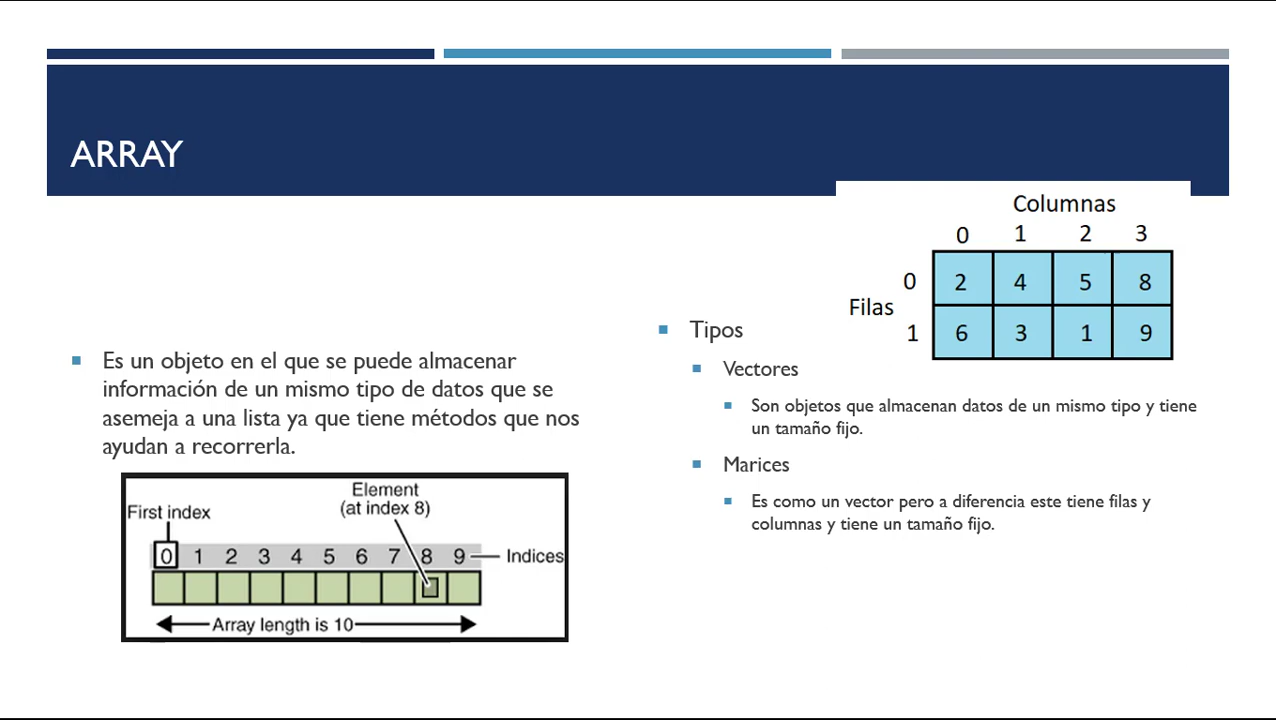 ARRAY
Es un objeto en el que se puede almacenar
información de un mismo tipo de datos que se
asemeja a una lista ya que tiene métodos que nos
ayudan a recorrerla.
Element
(at index 8)
First index
0 1 2 3 4 5 6 7 8 9 Indices
Array length is 10
Columnas
0 1 2 3
0 2 4 5 8
Filas
1 6 3 1 9
Tipos
Vectores
Son objetos que almacenan datos de un mismo tipo y tiene
un tamaño fijo.
Marices
Es como un vector pero a diferencia este tiene filas y
columnas y tiene un tamaño fijo.